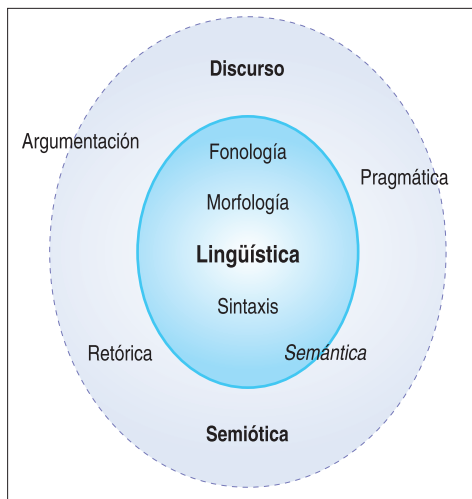 Discurso
Argumentación
Fonología
Pragmática
Morfología
Lingüística
Sintaxis
Retórica
Semántica
Semiótica